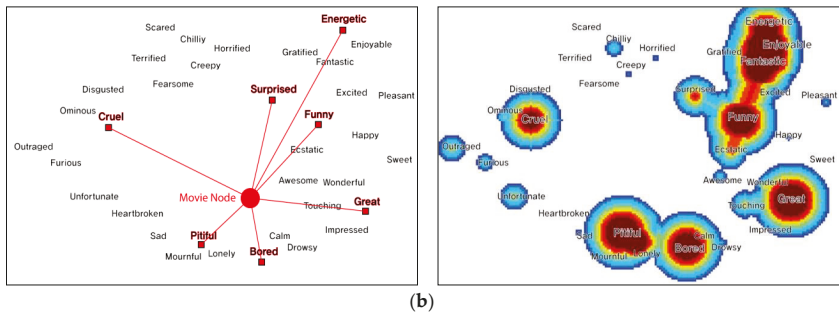 Energetic
Scared
Chilliy
Horrified
Gratified
Enjoyable
Terrified
Creepy
Fantastic
Fearsome
Disgusted
Surprised
Excited
Pleasant
Ominous
Cruel
Funny
Happy
Outraged
Ecstatic
Furious
Sweet
Awesome
Wonderful
Unfortunate
Movie Node
Great
Touching
Heartbroken
Impressed
Sad
Pitiful
Calm
Drowsy
Mournful
Lonely
Bored
Energetic
Scared
Chilliy
Horrified
Gratified
Enjoyable
Terrified
Creepy
Fantastic
Fearsome
Disgusted
Surprised
Excited
Pleasant
Ominous
Cruel
Funny
Happy
Outraged
Ecstatic
Furious
Sweet
Awesome
Wonderful
Unfortunate
Great
Touching
Heartbroken
Impressed
Sad
Pitiful
Calm
Drowsy
Mournful
Lonely
Bored
(b)